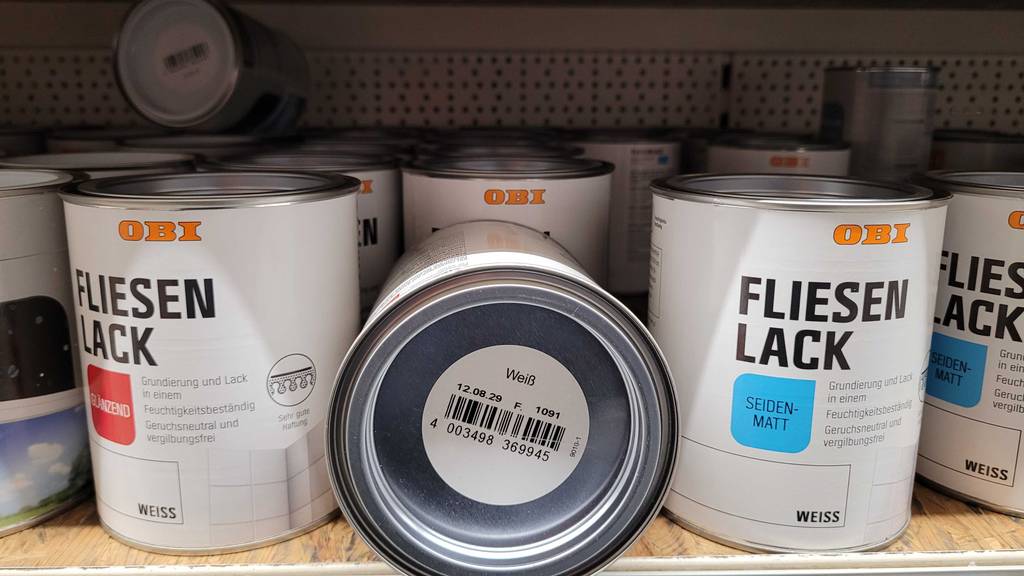 OBI
FLIESEN
LACK
GLÄNZEND
Grundierung und Lack
in einem
Feuchtigkeitsbeständig
Geruchsneutral und
vergilbungsfrei
Sehr gute
Haftung
WEISS
OBI
Weiß
12.08.29 F. 1091
4 003498 369945
9010-1
OBI
FLIESEN
LACK
SEIDEN-
MATT
Grundierung und Lack
in einem
Feuchtigkeitsbeständig
Geruchsneutral und
vergilbungsfrei
WEISS
OBI
LACK
SEIDEN-
MATT
WEISS